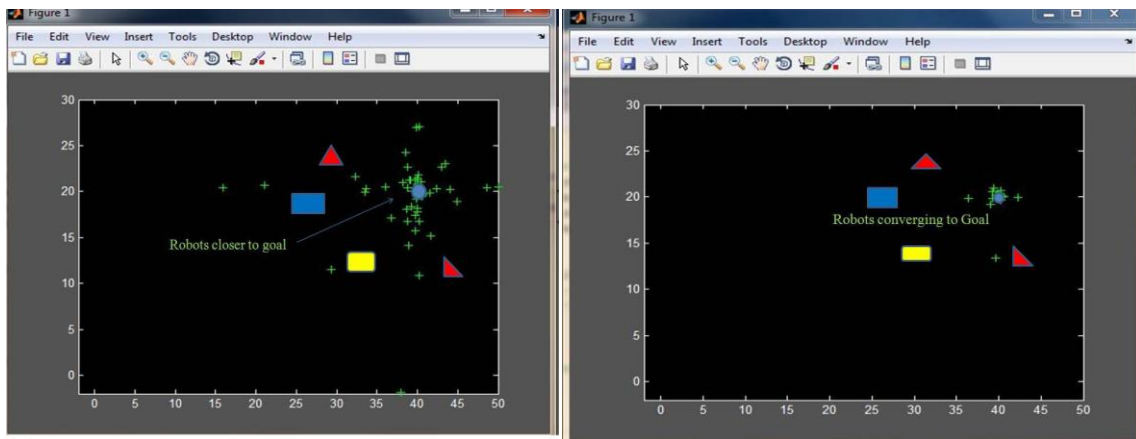 Figure 1
File Edit View Insert Tools Desktop Window Help
30
25
20
15
10
5
0
Robots closer to goal
0 5 10 15 20 25 30 35 40 45 50
Figure 1
File Edit View Insert Tools Desktop Window Help
30
25
20
15
10
5
0
Robots converging to Goal
0 5 10 15 20 25 30 35 40 45 50